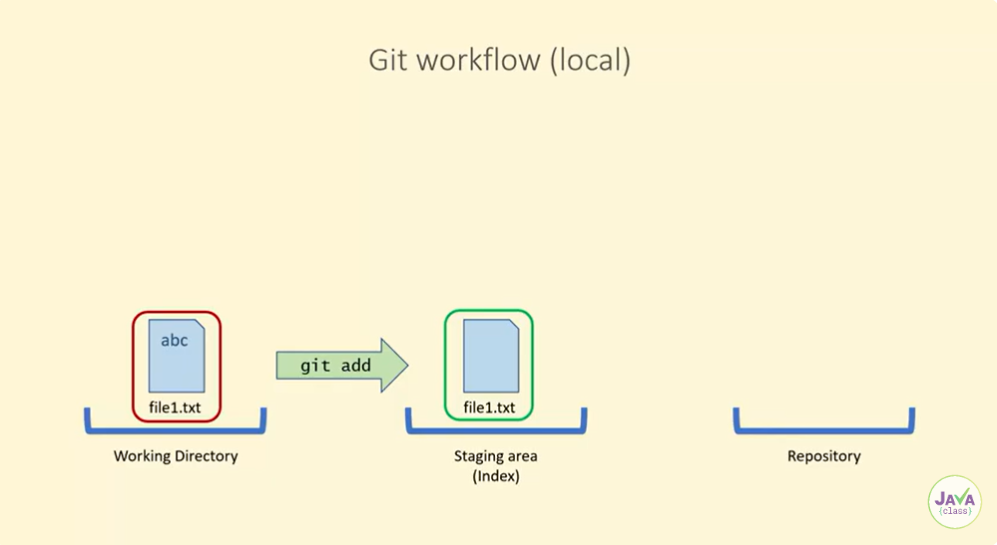 Git workflow (local)
abc
git add
file1.txt
file1.txt
Working Directory
Staging area
(Index)
Repository
JAVA
{class}